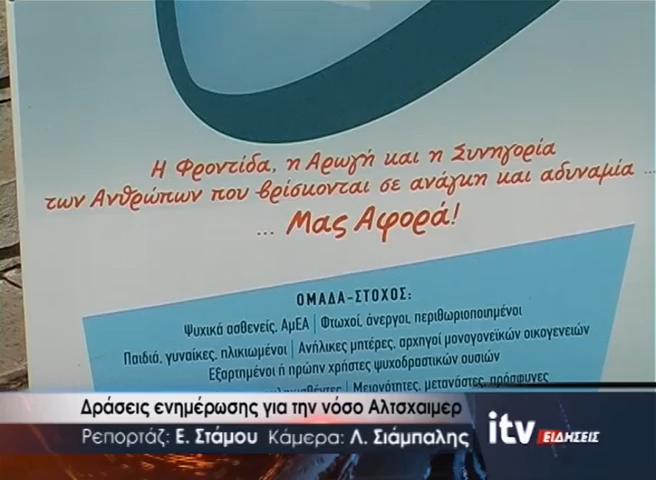 Η Φροντίδα, η Αρωγή και η Συνηγορία
των Ανθρώπων που βρίσκονται σε ανάγκη και αδυναμία ...
... Μας Αφορά!
ΟΜΑΔΑ-ΣΤΟΧΟΣ:
Ψυχικά ασθενείς, ΑμΕΑ | Φτωχοί, άνεργοι, περιθωριοποιημένοι
Παιδιά, γυναίκες, ηλικιωμένοι | Ανήλικες μητέρες, αρχηγοί μονογονεϊκών οικογενειών
Εξαρτημένοι ή πρώην χρήστες ψυχοδραστικών ουσιών
| Μειονότητες, μετανάστες, πρόσφυγες
Δράσεις ενημέρωσης για την νόσο Αλτσχαιμερ
Ρεπορτάζ: Ε. Στάμου Κάμερα: Λ. Σιάμπαλης
itv ΕΙΔΗΣΕΙΣ